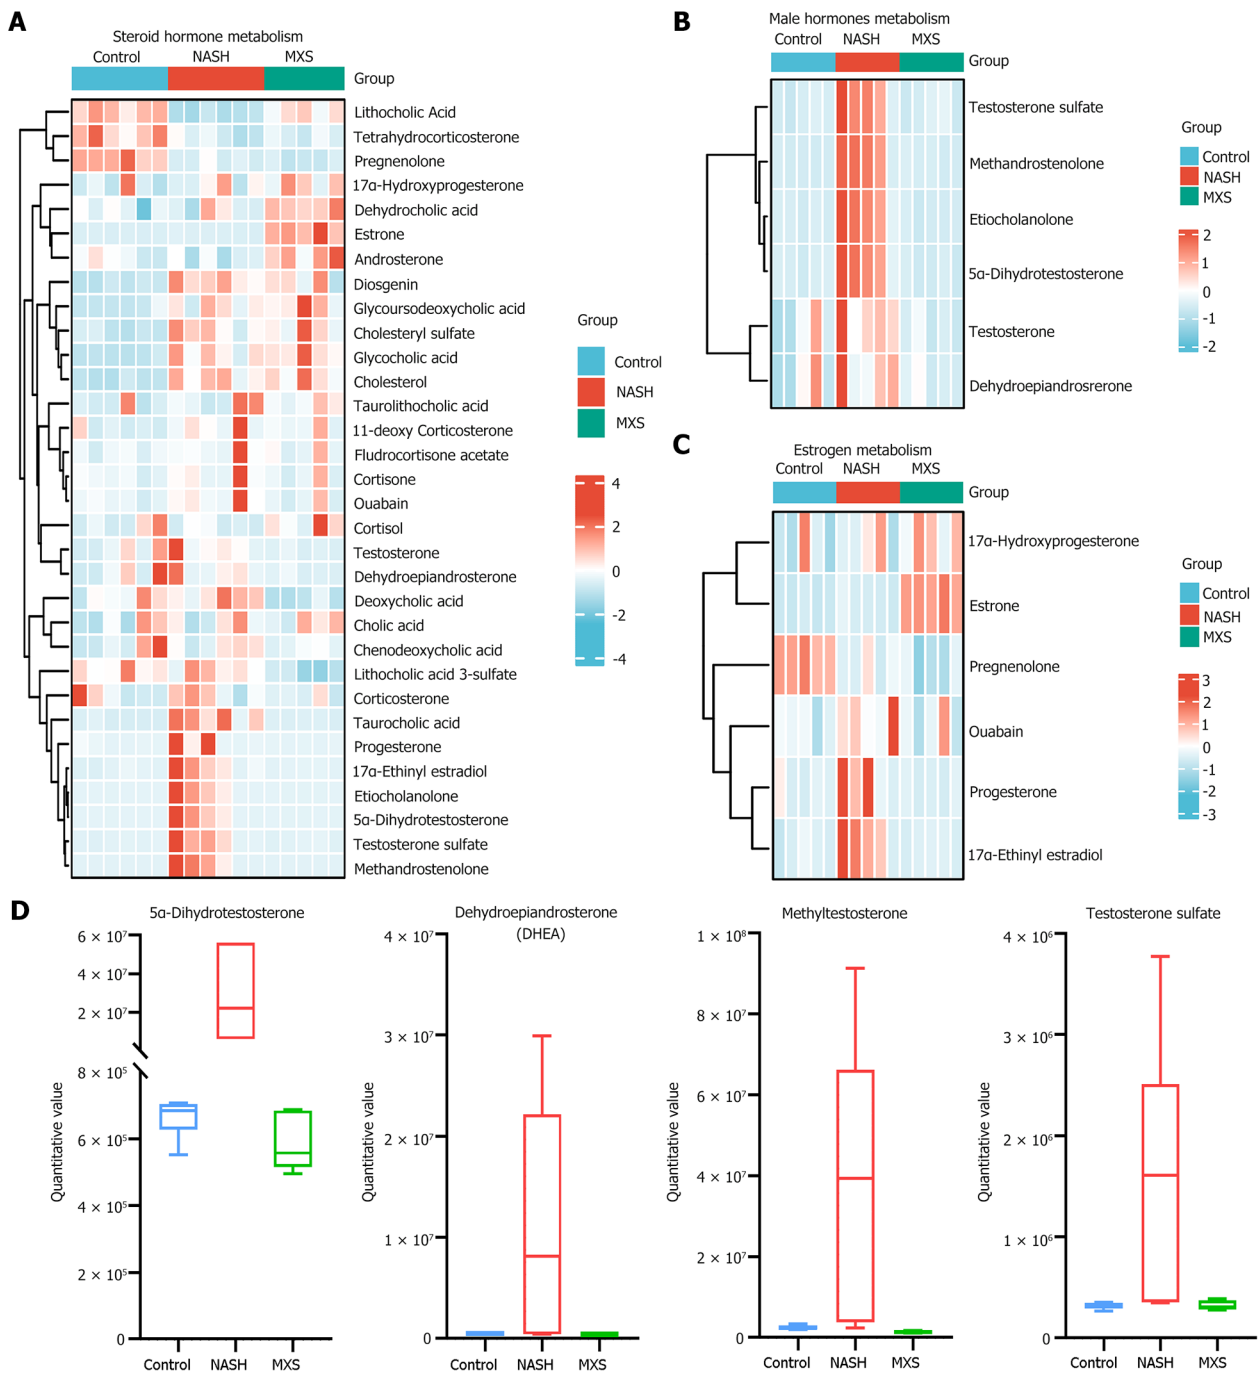 A
Steroid hormone metabolism
Control NASH MXS
Group
Lithocholic Acid
Tetrahydrocorticosterone
Pregnenolone
17α-Hydroxyprogesterone
Dehydrocholic acid
Estrone
Androsterone
Diosgenin
Glycoursodeoxycholic acid
Cholesteryl sulfate
Glycocholic acid
Cholesterol
Taurolithocholic acid
11-deoxy Corticosterone
Fludrocortisone acetate
Cortisone
Ouabain
Cortisol
Testosterone
Dehydroepiandrosterone
Deoxycholic acid
Cholic acid
Chenodeoxycholic acid
Lithocholic acid 3-sulfate
Corticosterone
Taurocholic acid
Progesterone
17α-Ethinyl estradiol
Etiocholanolone
5α-Dihydrotestosterone
Testosterone sulfate
Methandrostenolone
Group
Control
NASH
MXS
4
2
0
-2
-4
B
Male hormones metabolism
Control NASH MXS
Group
Testosterone sulfate
Methandrostenolone
Etiocholanolone
5α-Dihydrotestosterone
Testosterone
Dehydroepiandrosrerone
Group
Control
NASH
MXS
2
1
0
-1
-2
C
Estrogen metabolism
Control NASH MXS
Group
17α-Hydroxyprogesterone
Estrone
Pregnenolone
Ouabain
Progesterone
17α-Ethinyl estradiol
Group
Control
NASH
MXS
3
2
1
0
-1
-2
-3
D
5α-Dihydrotestosterone
Quantitative value
6 × 10⁷
4 × 10⁷
2 × 10⁷
8 × 10⁵
6 × 10⁵
4 × 10⁵
2 × 10⁵
0
Control NASH MXS
Dehydroepiandrosterone
(DHEA)
Quantitative value
4 × 10⁷
3 × 10⁷
2 × 10⁷
1 × 10⁷
0
Control NASH MXS
Methyltestosterone
Quantitative value
1 × 10⁸
8 × 10⁷
6 × 10⁷
4 × 10⁷
2 × 10⁷
0
Control NASH MXS
Testosterone sulfate
Quantitative value
4 × 10⁶
3 × 10⁶
2 × 10⁶
1 × 10⁶
0
Control NASH MXS